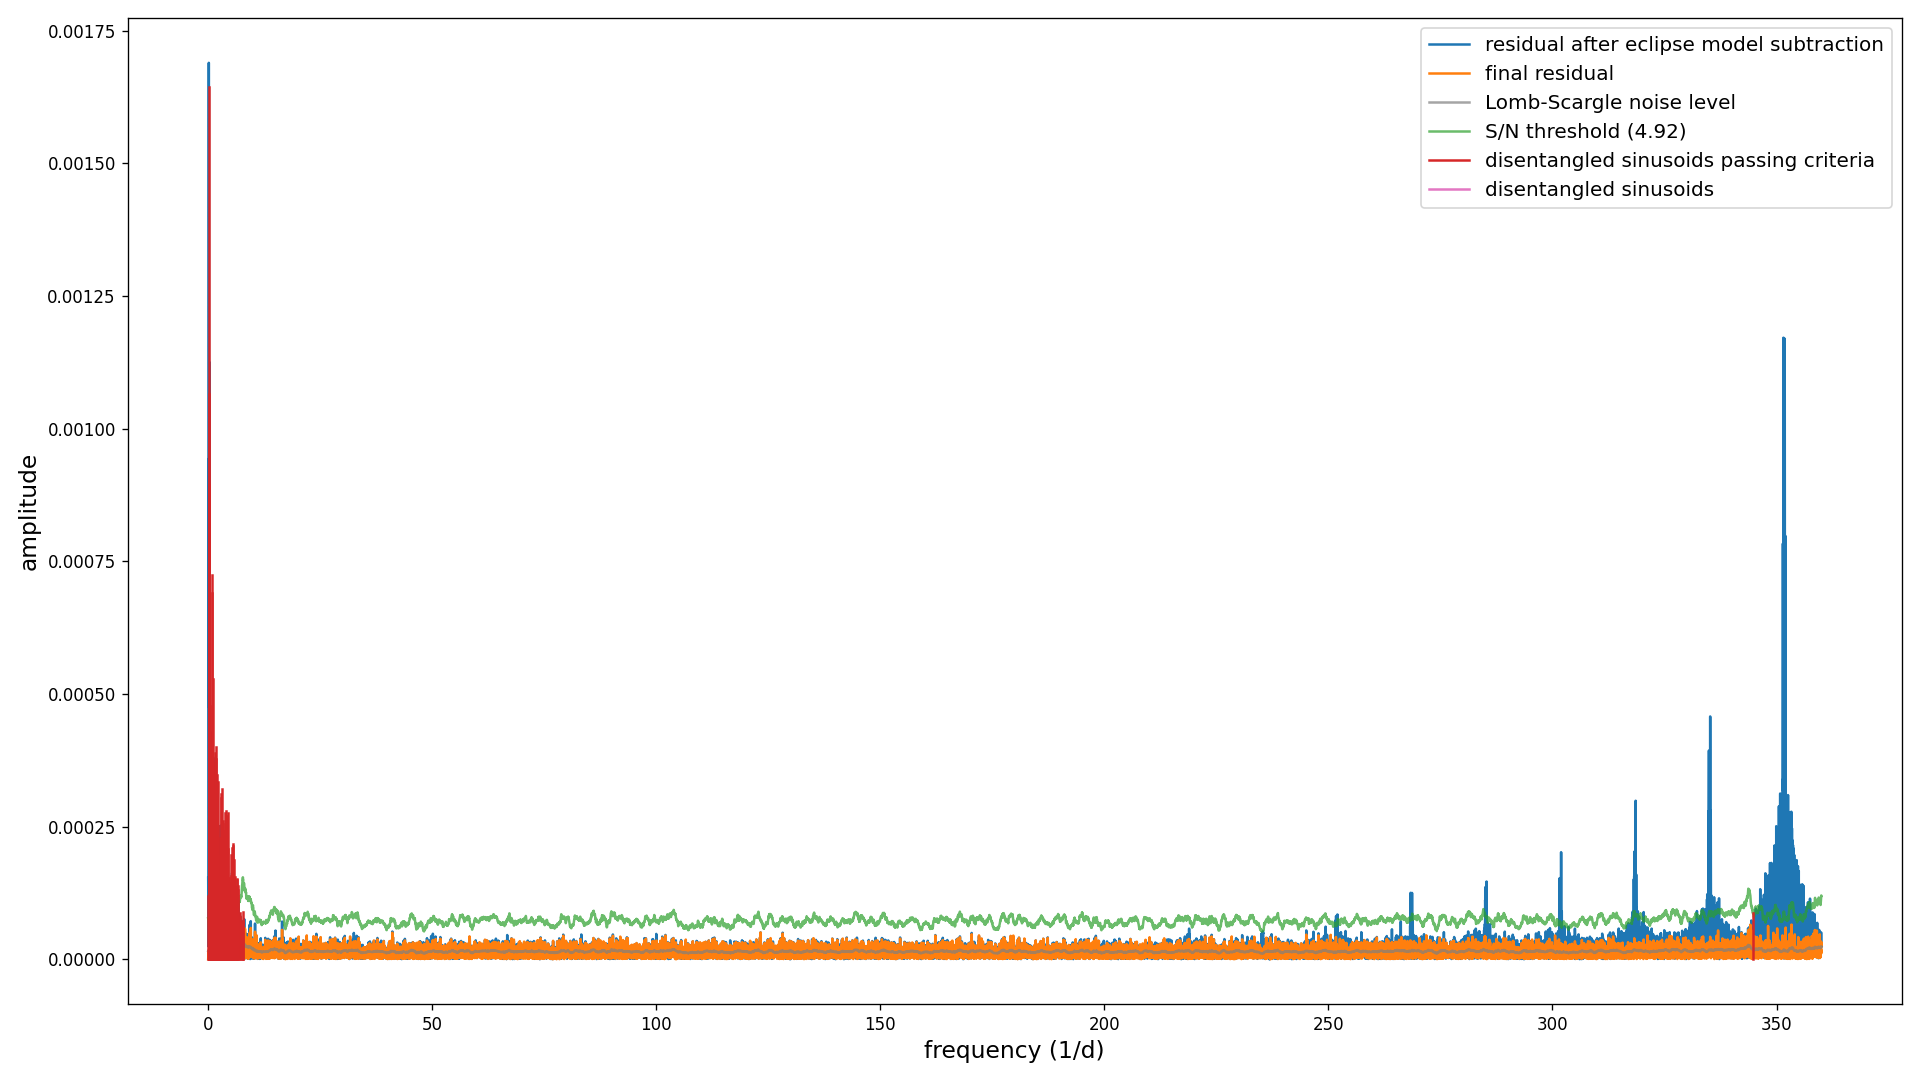 0.00175
0.00150
0.00125
0.00100
0.00075
0.00050
0.00025
0.00000
amplitude
residual after eclipse model subtraction
final residual
Lomb-Scargle noise level
S/N threshold (4.92)
disentangled sinusoids passing criteria
disentangled sinusoids
0 50 100 150 200 250 300 350
frequency (1/d)